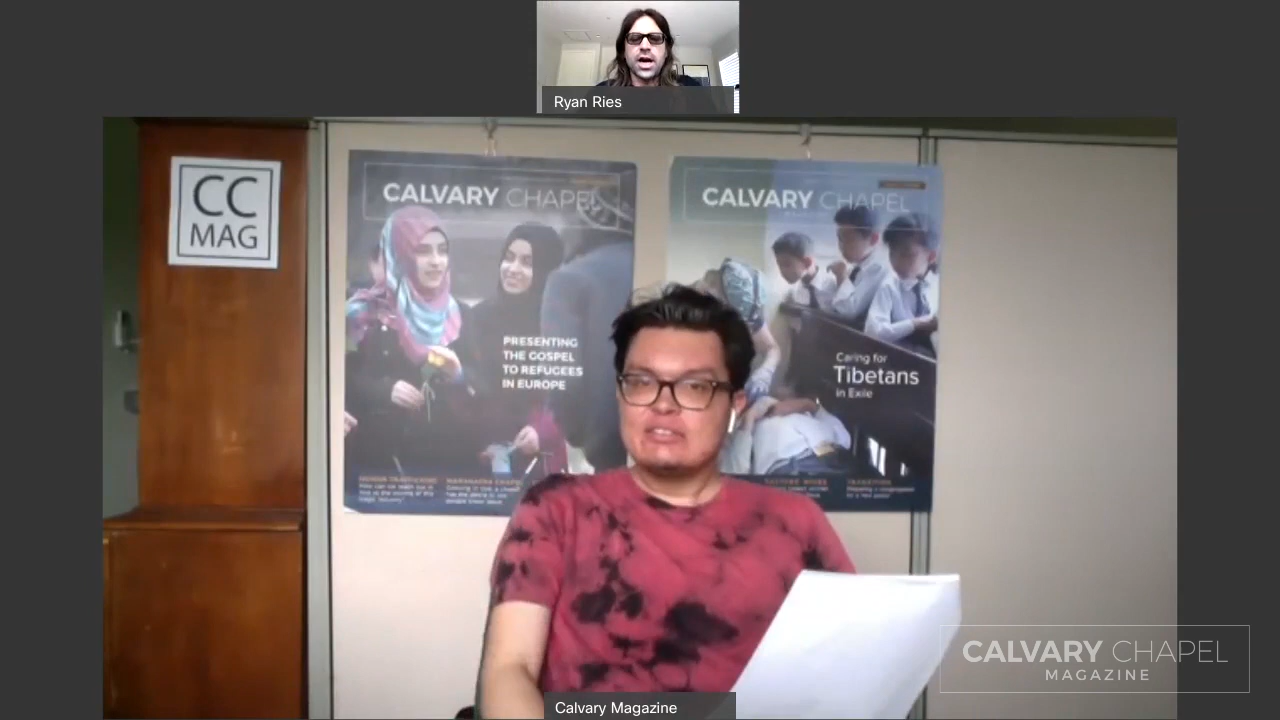 Ryan Ries
CC
MAG
CALVARY CHAPEL
PRESENTING
THE GOSPEL
TO REFUGEES
IN EUROPE
CALVARY CHAPEL
Caring for
Tibetans
in Exile
CALVARY CHAPEL
MAGAZINE
Calvary Magazine